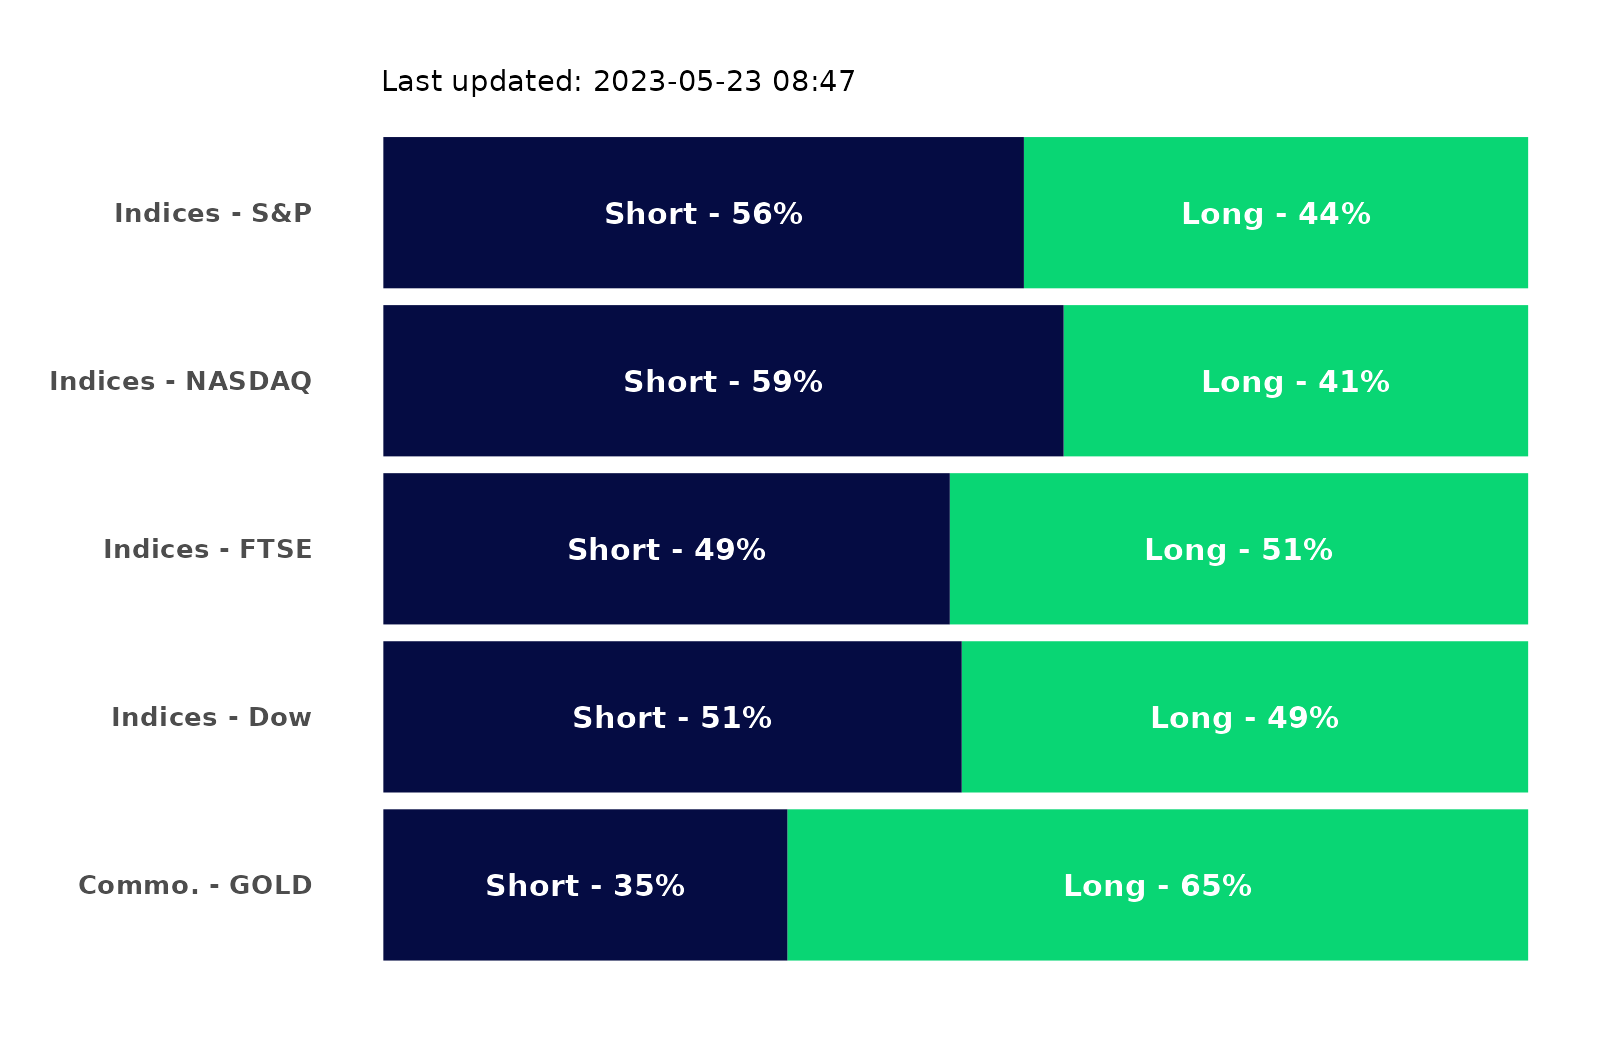 Last updated: 2023-05-23 08:47
Indices - S&P Short - 56% Long - 44%
Indices - NASDAQ Short - 59% Long - 41%
Indices - FTSE Short - 49% Long - 51%
Indices - Dow Short - 51% Long - 49%
Commo. - GOLD Short - 35% Long - 65%